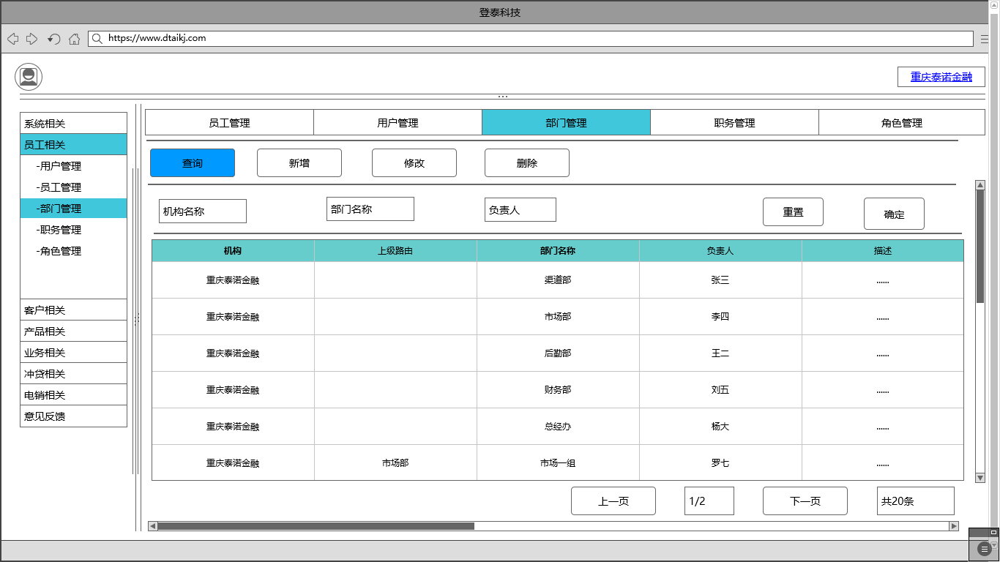 登泰科技
https://www.dtaikj.com
重庆泰诺金融
系统相关
员工相关
-用户管理
-员工管理
-部门管理
-职务管理
-角色管理
客户相关
产品相关
业务相关
冲贷相关
电销相关
意见反馈
员工管理 用户管理 部门管理 职务管理 角色管理
查询 新增 修改 删除
机构名称 部门名称 负责人 重置 确定
机构 上级路由 部门名称 负责人 描述
重庆泰诺金融 渠道部 张三 ......
重庆泰诺金融 市场部 李四 ......
重庆泰诺金融 后勤部 王二 ......
重庆泰诺金融 财务部 刘五 ......
重庆泰诺金融 总经办 杨大 ......
重庆泰诺金融 市场部 市场一组 罗七 ......
上一页 1/2 下一页 共20条